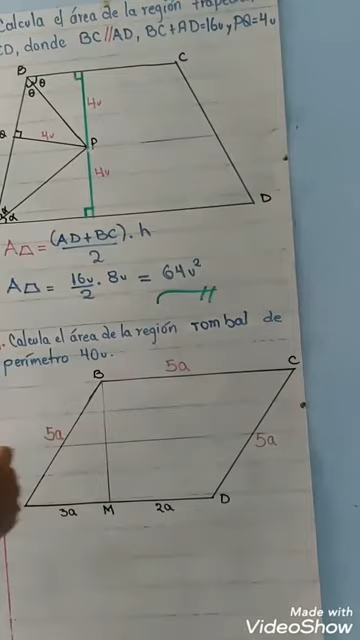 Calcula el área de la región
CD, donde BC//AD, BC+AD=16u y PQ=4u
B
θ
θ
C
4u
Q
4u
P
4u
α
α
D
A = (AD+BC) . h
2
A = 16u . 8u = 64u²
2
. Calcula el área de la región rombal de
perímetro 40u.
B
5a
C
5a
5a
3a
M
2a
D
Made with
VideoShow